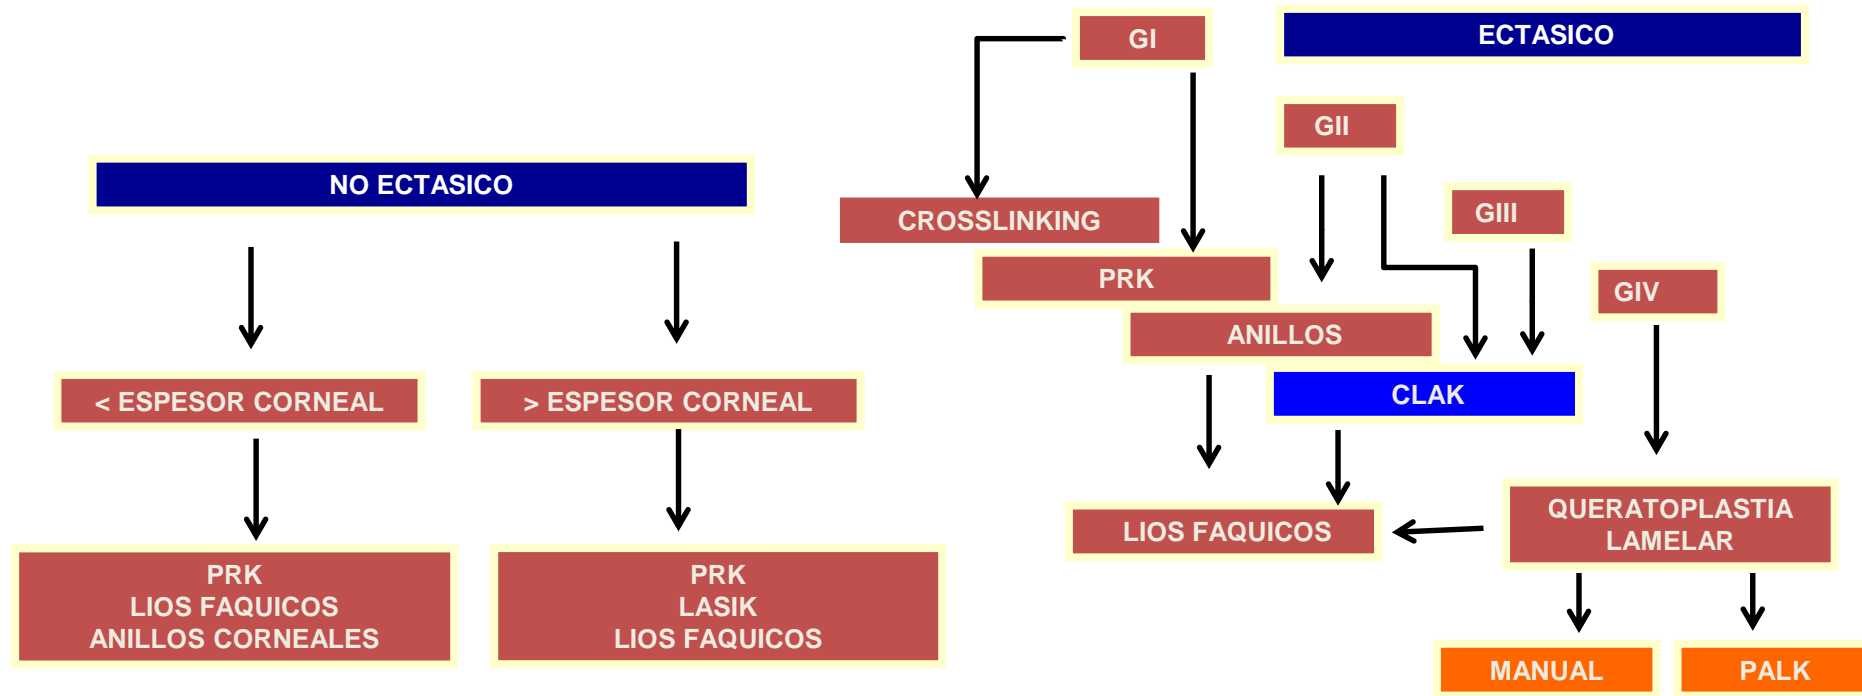 GI
ECTASICO
GII
NO ECTASICO
GIII
CROSSLINKING
PRK
GIV
ANILLOS
< ESPESOR CORNEAL
> ESPESOR CORNEAL
CLAK
LIOS FAQUICOS
QUERATOPLASTIA
LAMELAR
PRK
LIOS FAQUICOS
ANILLOS CORNEALES
PRK
LASIK
LIOS FAQUICOS
MANUAL
PALK